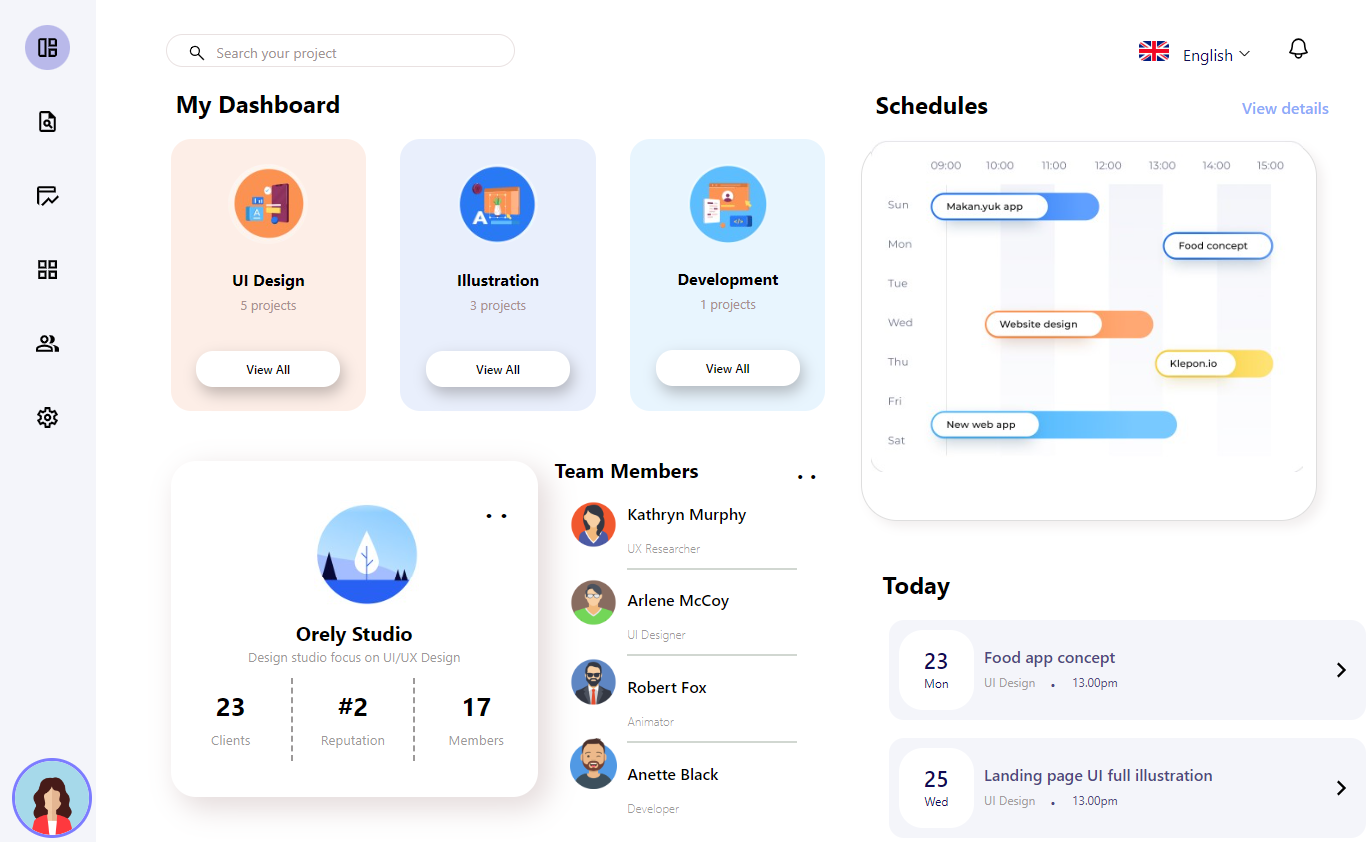 Search your project
English
My Dashboard
UI Design
5 projects
View All
Illustration
3 projects
View All
Development
1 projects
View All
Schedules
View details
09:00 10:00 11:00 12:00 13:00 14:00 15:00
Sun
Makan.yuk app
Mon
Food concept
Tue
Wed
Website design
Thu
Klepon.io
Fri
New web app
Sat
Orely Studio
Design studio focus on UI/UX Design
23
Clients
#2
Reputation
17
Members
Team Members
Kathryn Murphy
UX Researcher
Arlene McCoy
UI Designer
Robert Fox
Animator
Anette Black
Developer
Today
23
Mon
Food app concept
UI Design • 13.00pm
25
Wed
Landing page UI full illustration
UI Design • 13.00pm